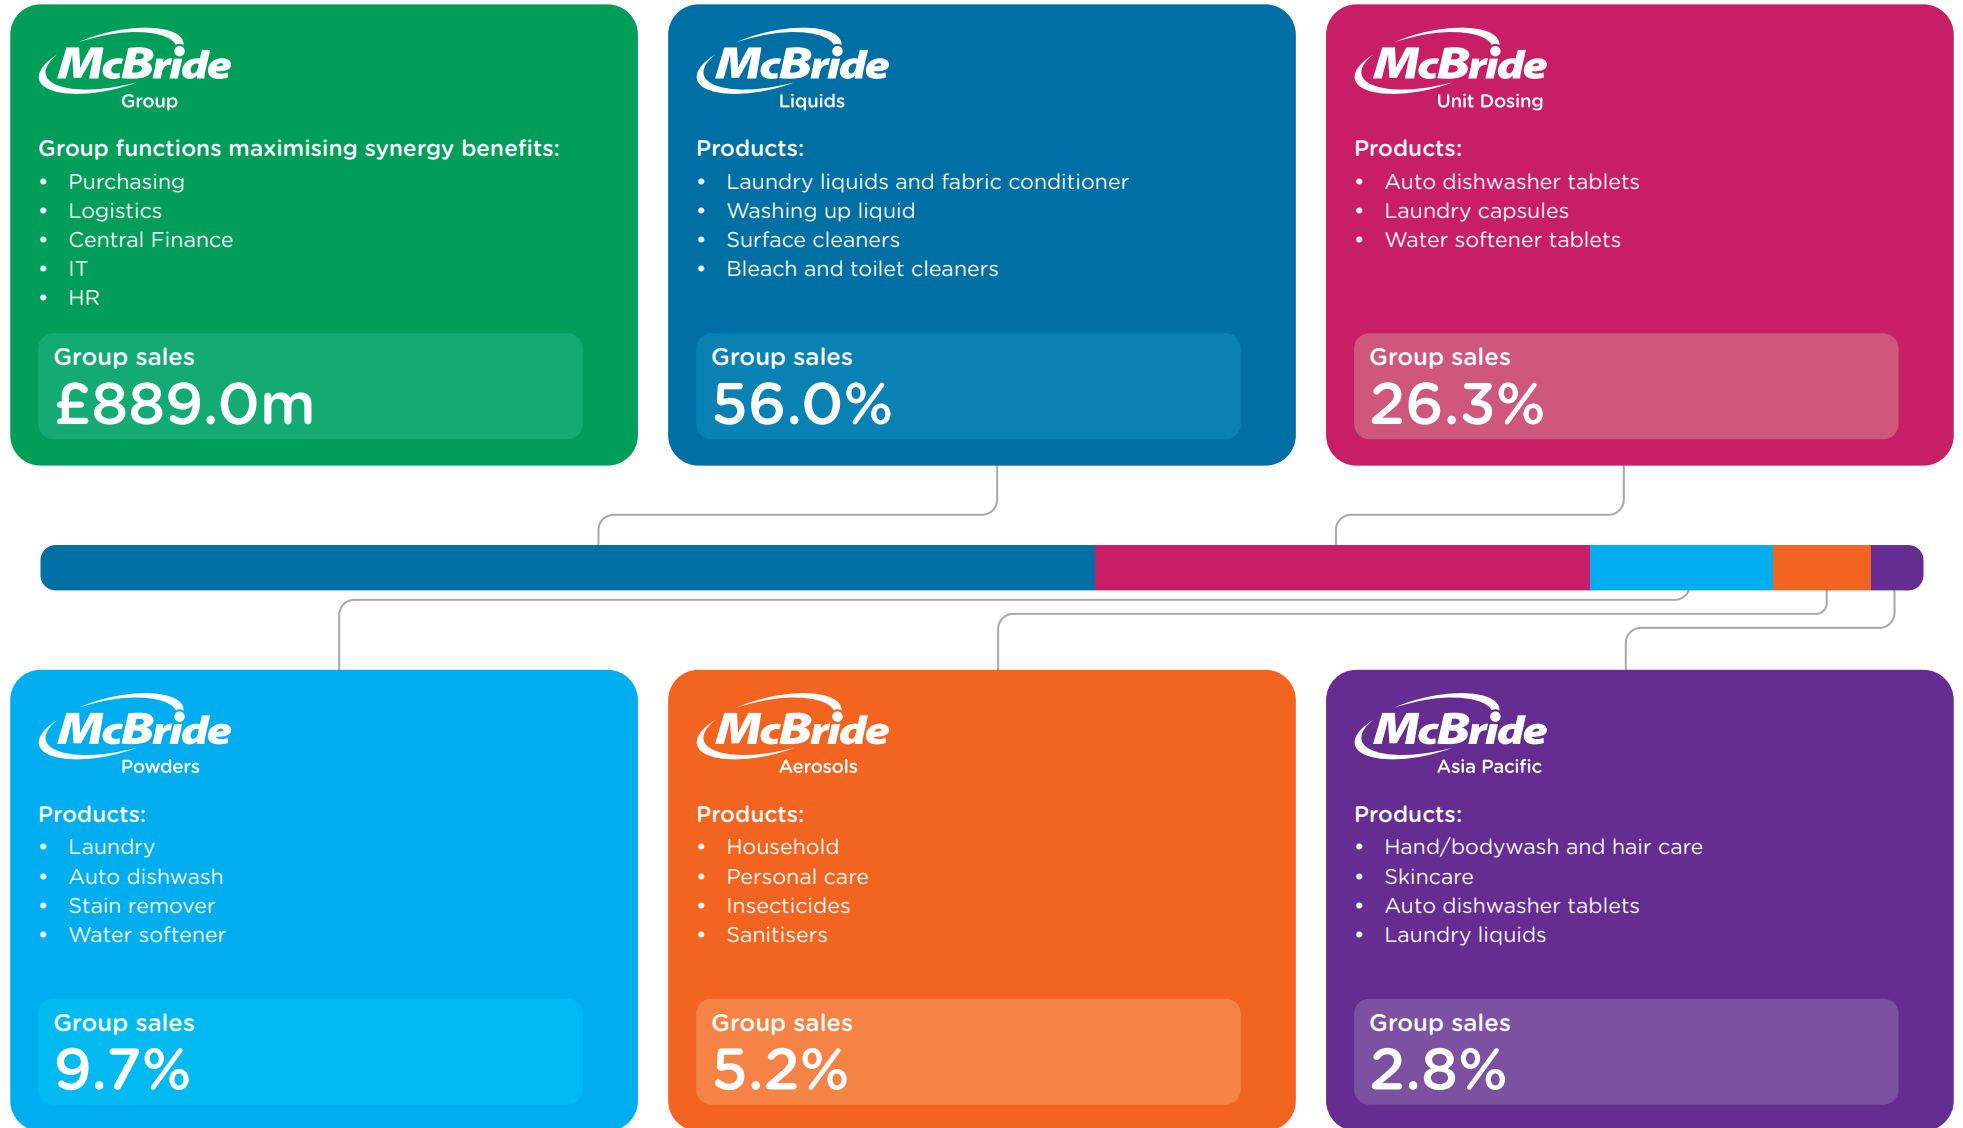 McBride
Group
Group functions maximising synergy benefits:
• Purchasing
• Logistics
• Central Finance
• IT
• HR
Group sales
£889.0m
McBride
Liquids
Products:
• Laundry liquids and fabric conditioner
• Washing up liquid
• Surface cleaners
• Bleach and toilet cleaners
Group sales
56.0%
McBride
Unit Dosing
Products:
• Auto dishwasher tablets
• Laundry capsules
• Water softener tablets
Group sales
26.3%
McBride
Powders
Products:
• Laundry
• Auto dishwash
• Stain remover
• Water softener
Group sales
9.7%
McBride
Aerosols
Products:
• Household
• Personal care
• Insecticides
• Sanitisers
Group sales
5.2%
McBride
Asia Pacific
Products:
• Hand/bodywash and hair care
• Skincare
• Auto dishwasher tablets
• Laundry liquids
Group sales
2.8%